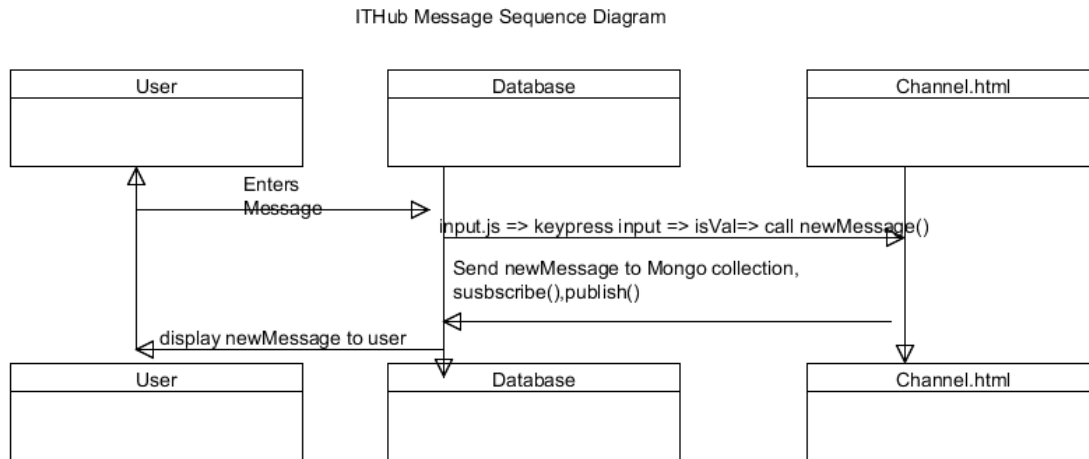 ITHub Message Sequence Diagram
User
Database
Channel.html
Enters
Message
input.js => keypress input => isVal=> call newMessage()
Send newMessage to Mongo collection,
susbscribe(),publish()
display newMessage to user
User
Database
Channel.html